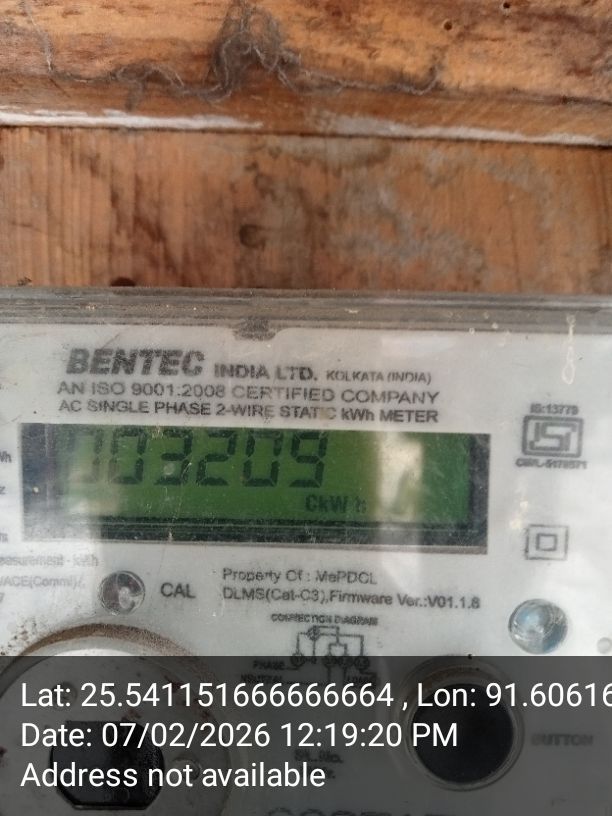 BENTEC INDIA LTD. KOLKATA (INDIA)
AN ISO 9001:2008 CERTIFIED COMPANY
AC SINGLE PHASE 2-WIRE STATIC kWh METER
IS:13779
003209
CkWh
CAL
Property Of : MePDCL
DLMS(Cat-C3),Firmware Ver.:V01.1.8
CONNECTION DIAGRAM
PHASE
BUTTON
Lat: 25.541151666666664 , Lon: 91.60616
Date: 07/02/2026 12:19:20 PM
Address not available